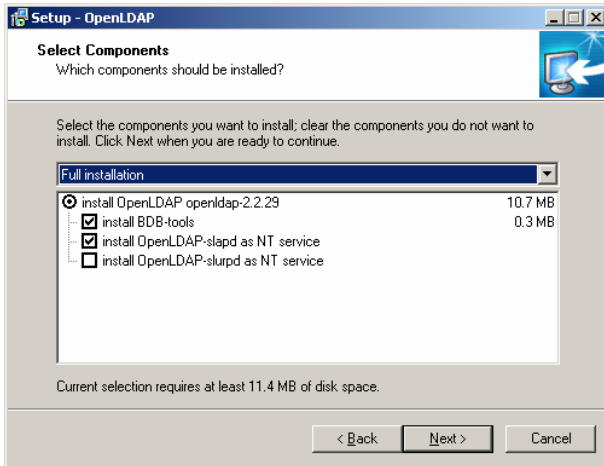 Setup - OpenLDAP
Select Components
Which components should be installed?
Select the components you want to install; clear the components you do not want to
install. Click Next when you are ready to continue.
Full installation
install OpenLDAP openldap-2.2.29 10.7 MB
install BDB-tools 0.3 MB
install OpenLDAP-slapd as NT service
install OpenLDAP-slurpd as NT service
Current selection requires at least 11.4 MB of disk space.
< Back Next > Cancel